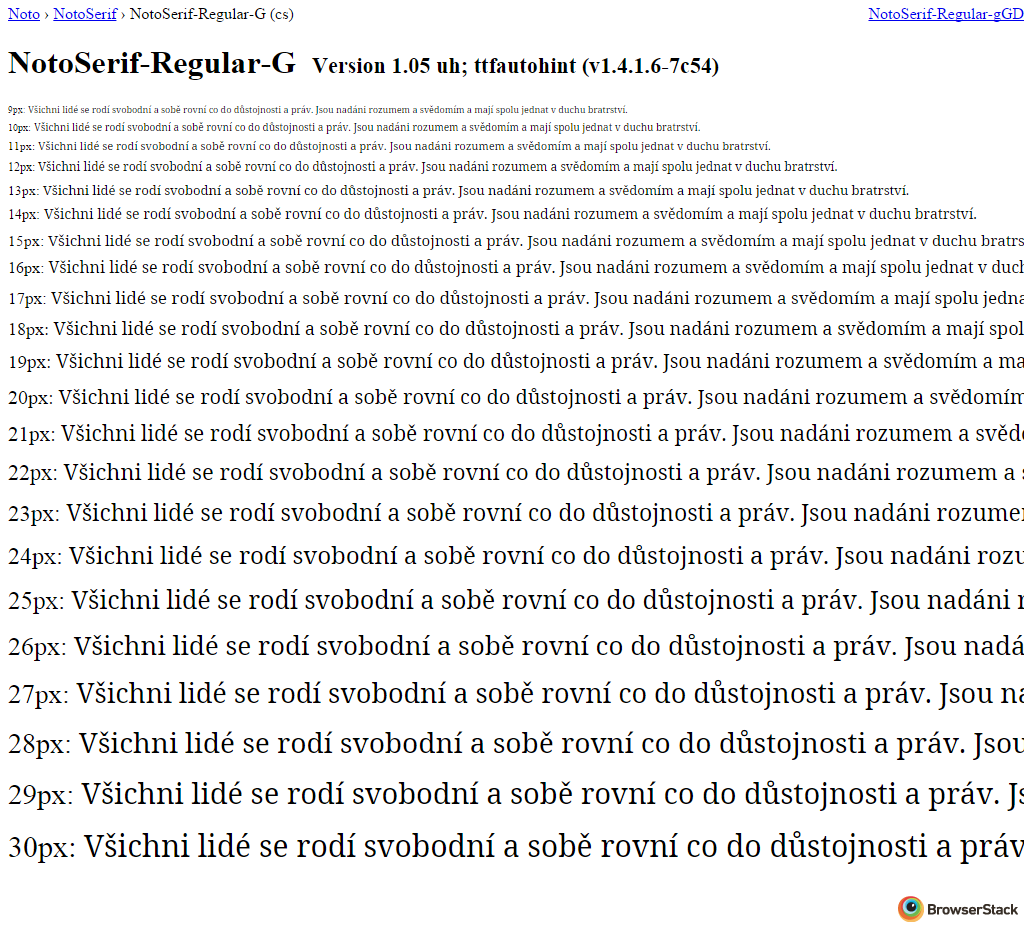 Noto › NotoSerif › NotoSerif-Regular-G (cs) NotoSerif-Regular-gGD
NotoSerif-Regular-G Version 1.05 uh; ttfautohint (v1.4.1.6-7c54)
9px: Všichni lidé se rodí svobodní a sobě rovní co do důstojnosti a práv. Jsou nadáni rozumem a svědomím a mají spolu jednat v duchu bratrství.
10px: Všichni lidé se rodí svobodní a sobě rovní co do důstojnosti a práv. Jsou nadáni rozumem a svědomím a mají spolu jednat v duchu bratrství.
11px: Všichni lidé se rodí svobodní a sobě rovní co do důstojnosti a práv. Jsou nadáni rozumem a svědomím a mají spolu jednat v duchu bratrství.
12px: Všichni lidé se rodí svobodní a sobě rovní co do důstojnosti a práv. Jsou nadáni rozumem a svědomím a mají spolu jednat v duchu bratrství.
13px: Všichni lidé se rodí svobodní a sobě rovní co do důstojnosti a práv. Jsou nadáni rozumem a svědomím a mají spolu jednat v duchu bratrství.
14px: Všichni lidé se rodí svobodní a sobě rovní co do důstojnosti a práv. Jsou nadáni rozumem a svědomím a mají spolu jednat v duchu bratrství.
15px: Všichni lidé se rodí svobodní a sobě rovní co do důstojnosti a práv. Jsou nadáni rozumem a svědomím a mají spolu jednat v duchu bratrs
16px: Všichni lidé se rodí svobodní a sobě rovní co do důstojnosti a práv. Jsou nadáni rozumem a svědomím a mají spolu jednat v duch
17px: Všichni lidé se rodí svobodní a sobě rovní co do důstojnosti a práv. Jsou nadáni rozumem a svědomím a mají spolu jedna
18px: Všichni lidé se rodí svobodní a sobě rovní co do důstojnosti a práv. Jsou nadáni rozumem a svědomím a mají spol
19px: Všichni lidé se rodí svobodní a sobě rovní co do důstojnosti a práv. Jsou nadáni rozumem a svědomím a ma
20px: Všichni lidé se rodí svobodní a sobě rovní co do důstojnosti a práv. Jsou nadáni rozumem a svědomím
21px: Všichni lidé se rodí svobodní a sobě rovní co do důstojnosti a práv. Jsou nadáni rozumem a svědo
22px: Všichni lidé se rodí svobodní a sobě rovní co do důstojnosti a práv. Jsou nadáni rozumem a s
23px: Všichni lidé se rodí svobodní a sobě rovní co do důstojnosti a práv. Jsou nadáni rozumem
24px: Všichni lidé se rodí svobodní a sobě rovní co do důstojnosti a práv. Jsou nadáni rozu
25px: Všichni lidé se rodí svobodní a sobě rovní co do důstojnosti a práv. Jsou nadáni r
26px: Všichni lidé se rodí svobodní a sobě rovní co do důstojnosti a práv. Jsou nadá
27px: Všichni lidé se rodí svobodní a sobě rovní co do důstojnosti a práv. Jsou na
28px: Všichni lidé se rodí svobodní a sobě rovní co do důstojnosti a práv. Jsou
29px: Všichni lidé se rodí svobodní a sobě rovní co do důstojnosti a práv. Js
30px: Všichni lidé se rodí svobodní a sobě rovní co do důstojnosti a práv
BrowserStack